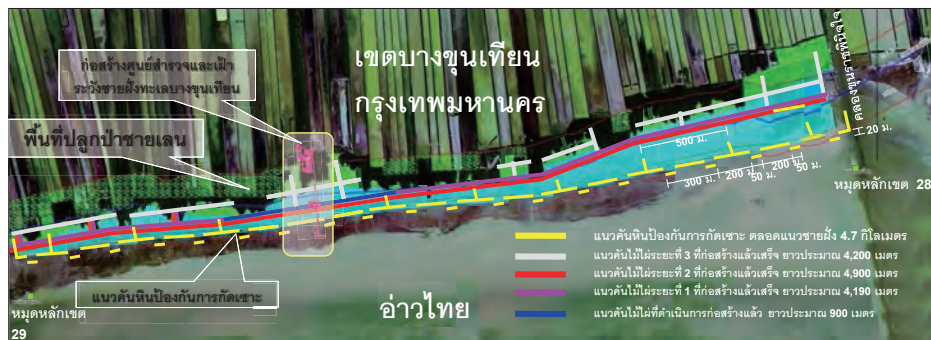 เขตบางขุนเทียน
กรุงเทพมหานคร
ก่อสร้างศูนย์สำรวจและเฝ้า
ระวังชายฝั่งทะเลบางขุนเทียน
พื้นที่ปลูกป่าชายเลน
500 ม.
20 ม.
300 ม.
200 ม.
50 ม.
200 ม.
50 ม.
หมุดหลักเขต 28
แนวคันหินป้องกันการกัดเซาะ ตลอดแนวชายฝั่ง 4.7 กิโลเมตร
แนวคันไม้ไผ่ระยะที่ 3 ที่ก่อสร้างแล้วเสร็จ ยาวประมาณ 4,200 เมตร
แนวคันไม้ไผ่ระยะที่ 2 ที่ก่อสร้างแล้วเสร็จ ยาวประมาณ 4,900 เมตร
แนวคันไม้ไผ่ระยะที่ 1 ที่ก่อสร้างแล้วเสร็จ ยาวประมาณ 4,190 เมตร
แนวคันไม้ไผ่ที่ดำเนินการก่อสร้างแล้ว ยาวประมาณ 900 เมตร
แนวคันหินป้องกันการกัดเซาะ
อ่าวไทย
หมุดหลักเขต
29